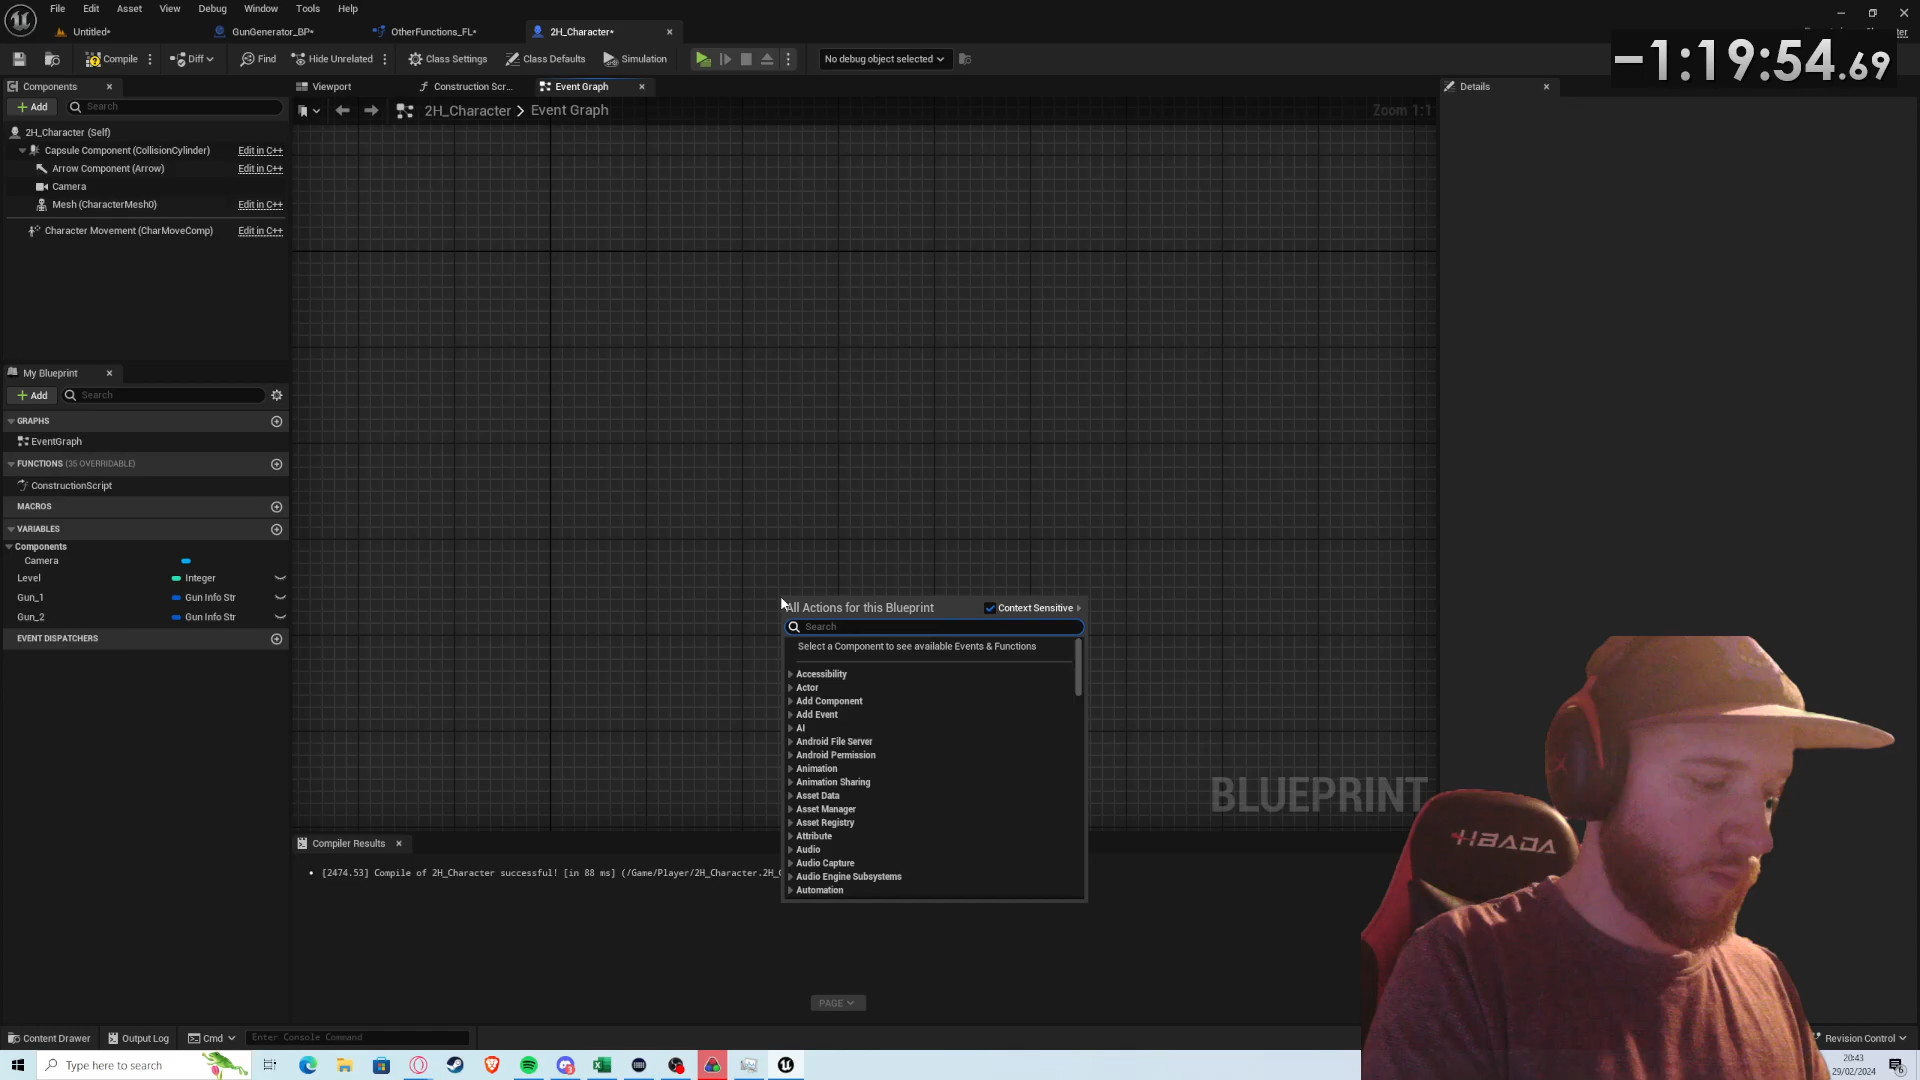 File Edit Asset View Debug Window Tools Help
Untitled* GunGenerator_BP* OtherFunctions_FL* 2H_Character*
Compile Diff Find Hide Unrelated Class Settings Class Defaults Simulation No debug object selected
-1:19:54.69
Components
Viewport Construction Scr... Event Graph
Details
Add Search
2H_Character > Event Graph
Zoom 1:1
2H_Character (Self)
Capsule Component (CollisionCylinder) Edit in C++
Arrow Component (Arrow) Edit in C++
Camera
Mesh (CharacterMesh0) Edit in C++
Character Movement (CharMoveComp) Edit in C++
My Blueprint
Add Search
GRAPHS
EventGraph
FUNCTIONS (35 OVERRIDABLE)
ConstructionScript
MACROS
VARIABLES
Components
Camera
Level Integer
Gun_1 Gun Info Str
Gun_2 Gun Info Str
EVENT DISPATCHERS
All Actions for this Blueprint Context Sensitive
Search
Select a Component to see available Events & Functions
Accessibility
Actor
Add Component
Add Event
AI
Android File Server
Android Permission
Animation
Animation Sharing
Asset Data
Asset Manager
Asset Registry
Attribute
Audio
Audio Capture
Audio Engine Subsystems
Automation
BLUEPRINT
Compiler Results
[2474.53] Compile of 2H_Character successful! [in 88 ms] (/Game/Player/2H_Character.2H_C
PAGE
HBADA
Content Drawer Output Log Cmd Enter Console Command
Revision Control
Type here to search
20:43
29/02/2024